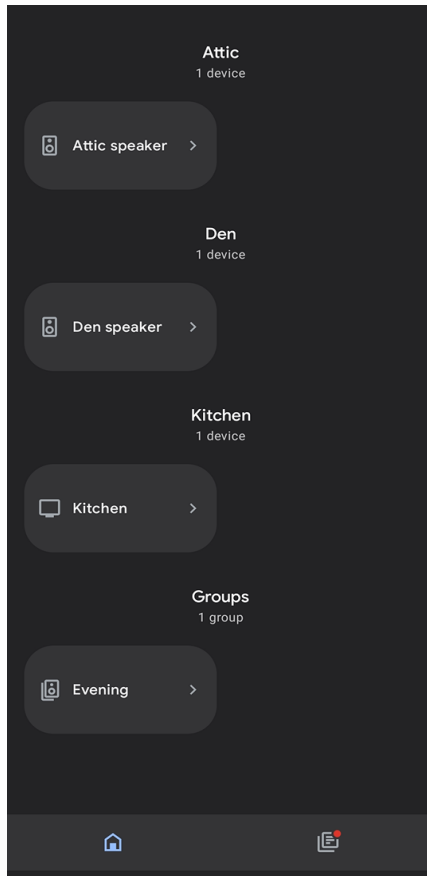 Attic
1 device
Attic speaker
Den
1 device
Den speaker
Kitchen
1 device
Kitchen
Groups
1 group
Evening